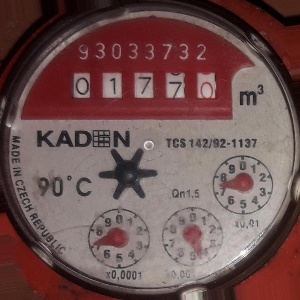 93033732
01770 m³
KADEN
TCS 142/92-1137
MADE IN CZECH REPUBLIC
90°C
Qn1.5
x0,01
x0,0001